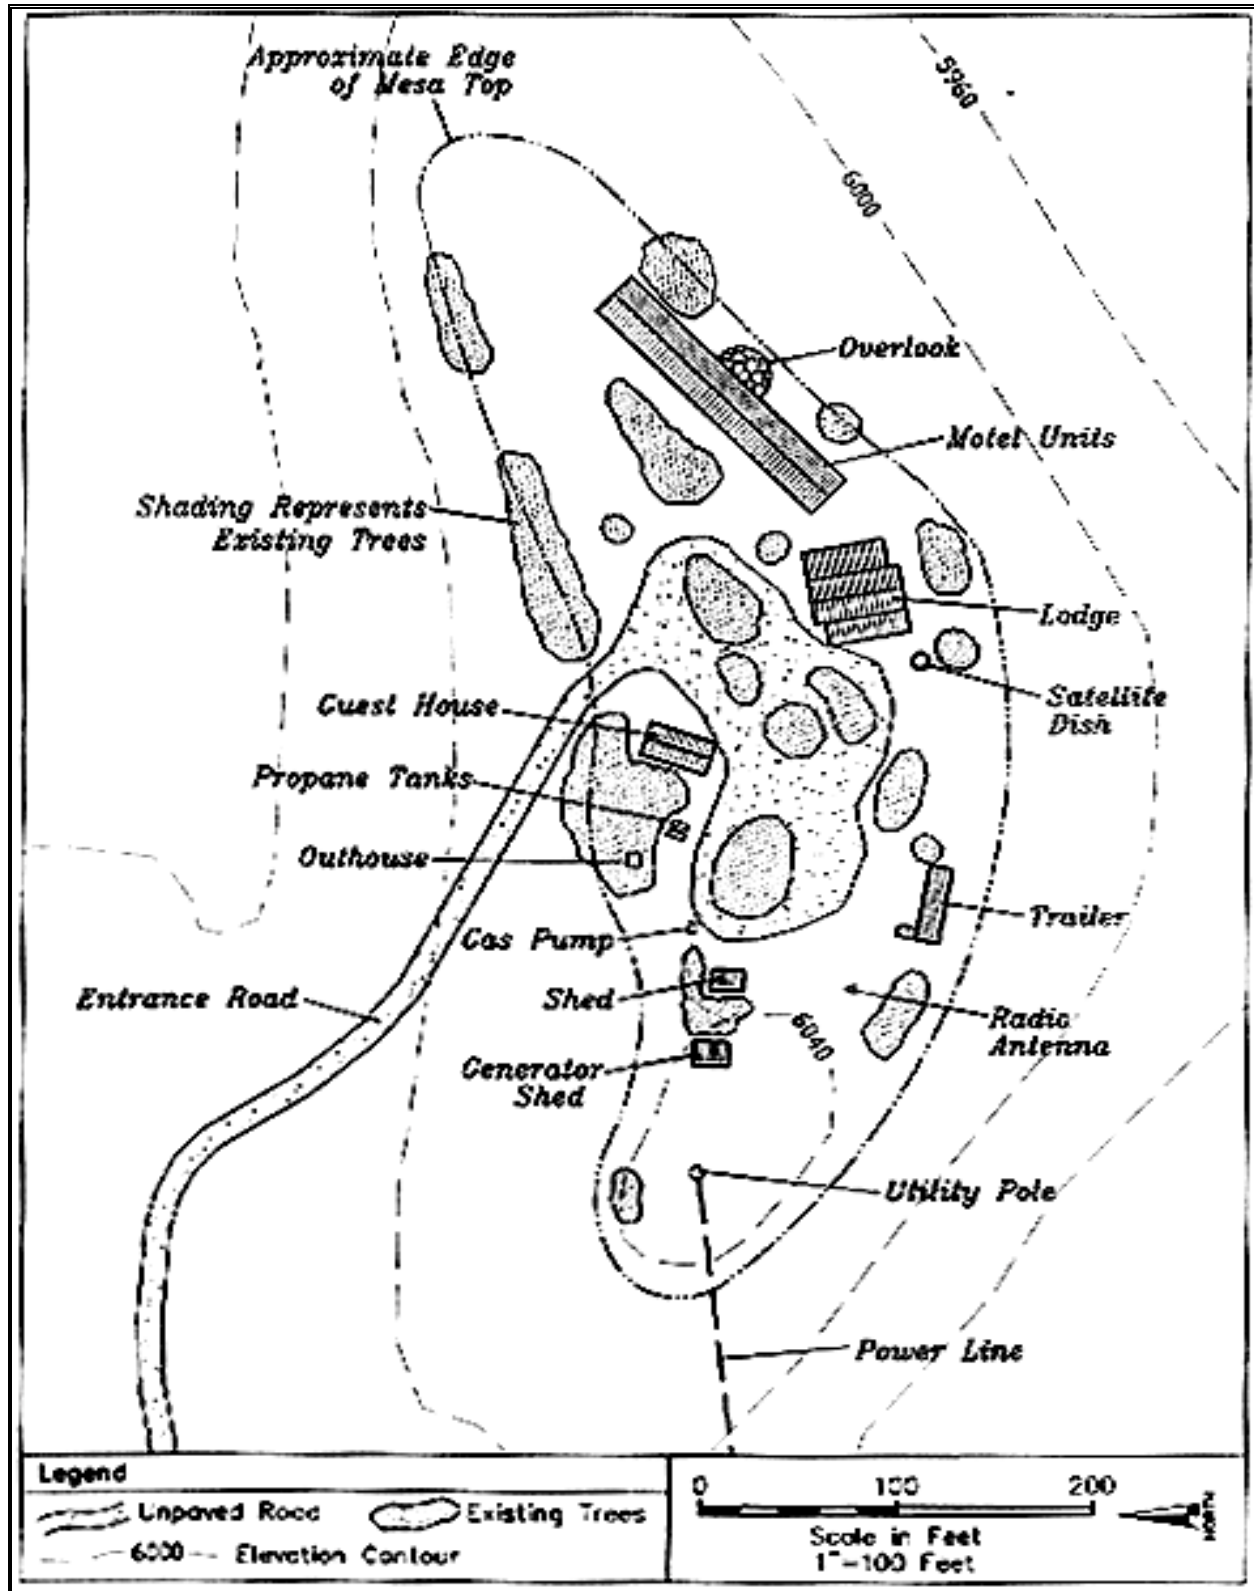 Approximate Edge
of Mesa Top
5960
6000
Overlook
Motel Units
Shading Represents
Existing Trees
Lodge
Guest House
Satellite
Dish
Propane Tanks
Outhouse
Trailer
Gas Pump
Entrance Road
Shed
Radio
Antenna
6040
Generator
Shed
Utility Pole
Power Line
Legend
Unpaved Road
Existing Trees
6000
Elevation Contour
0 100 200
Scale in Feet
1"=100 Feet
NORTH